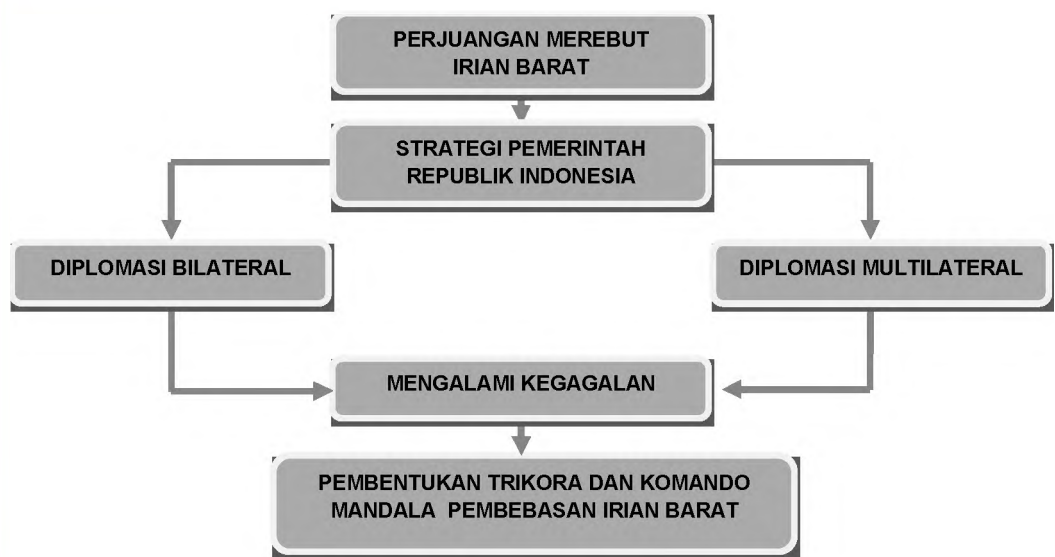 PERJUANGAN MEREBUT
IRIAN BARAT
STRATEGI PEMERINTAH
REPUBLIK INDONESIA
DIPLOMASI BILATERAL
DIPLOMASI MULTILATERAL
MENGALAMI KEGAGALAN
PEMBENTUKAN TRIKORA DAN KOMANDO
MANDALA PEMBEBASAN IRIAN BARAT